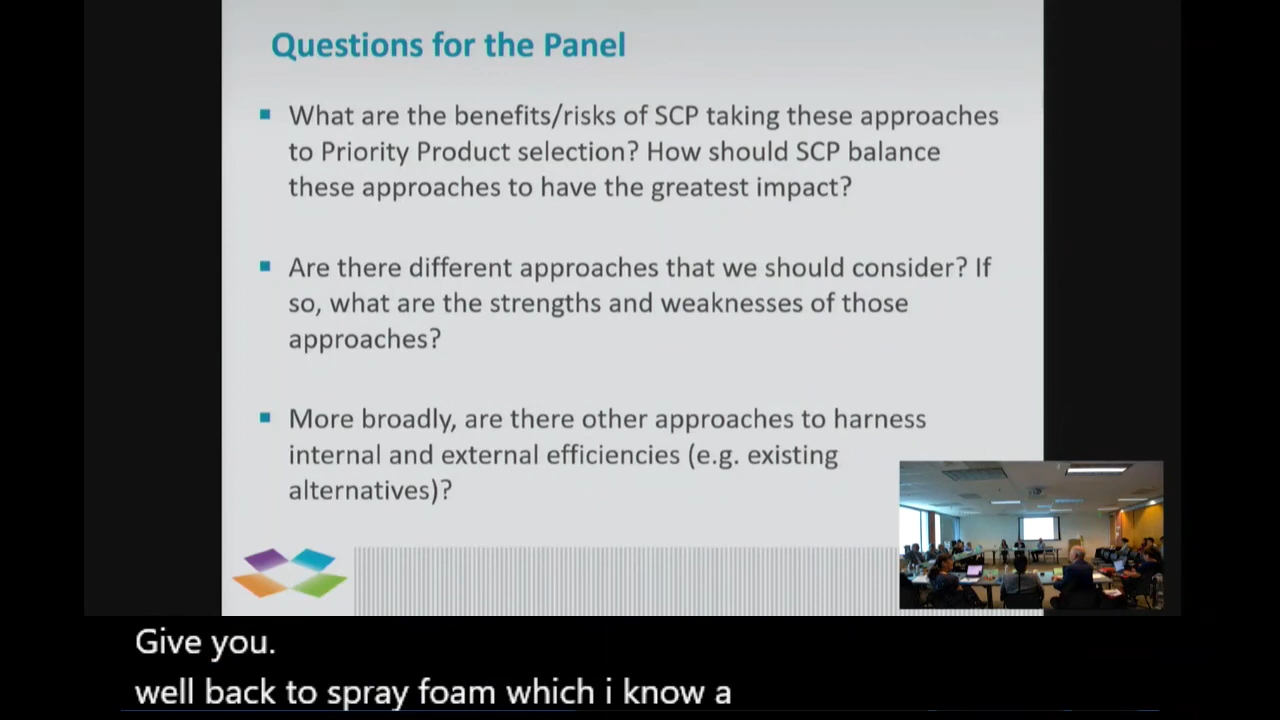 Questions for the Panel
What are the benefits/risks of SCP taking these approaches
to Priority Product selection? How should SCP balance
these approaches to have the greatest impact?
Are there different approaches that we should consider? If
so, what are the strengths and weaknesses of those
approaches?
More broadly, are there other approaches to harness
internal and external efficiencies (e.g. existing
alternatives)?
Give you.
well back to spray foam which i know a